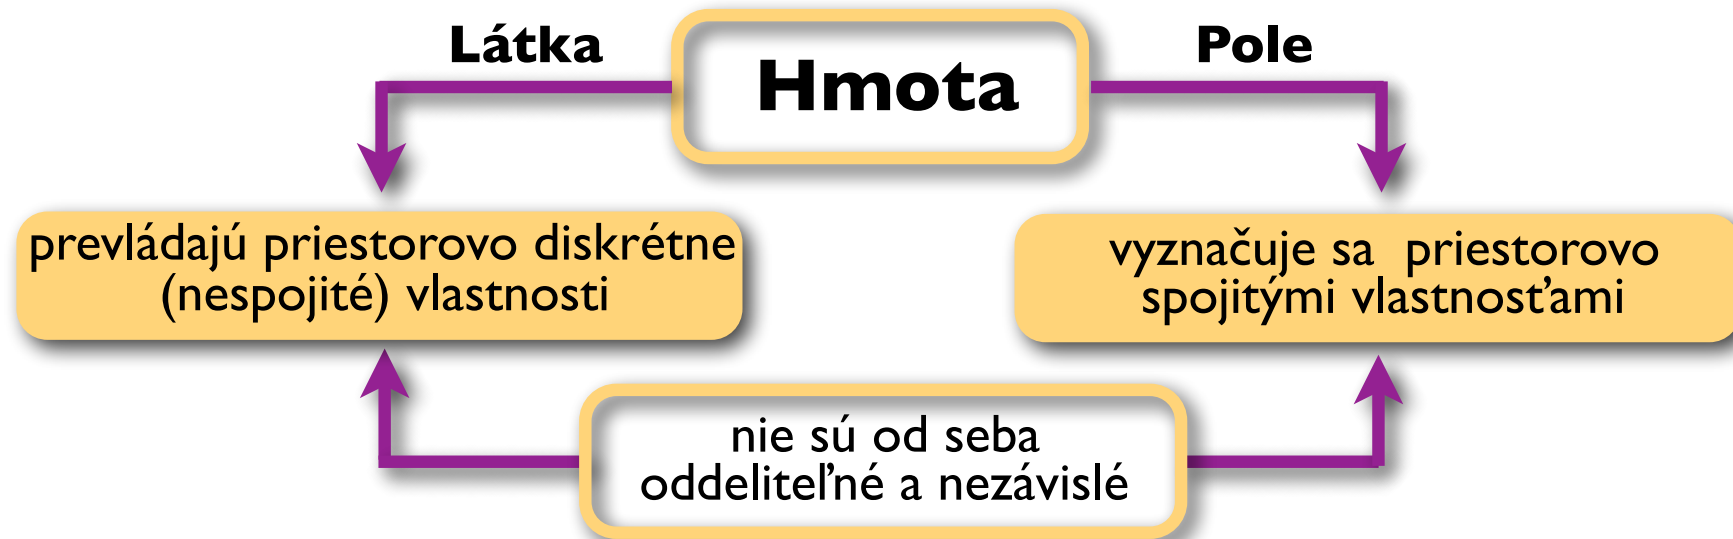 Látka
Hmota
Pole
prevládajú priestorovo diskrétne
(nespojité) vlastnosti
vyznačuje sa priestorovo
spojitými vlastnosťami
nie sú od seba
oddeliteľné a nezávislé